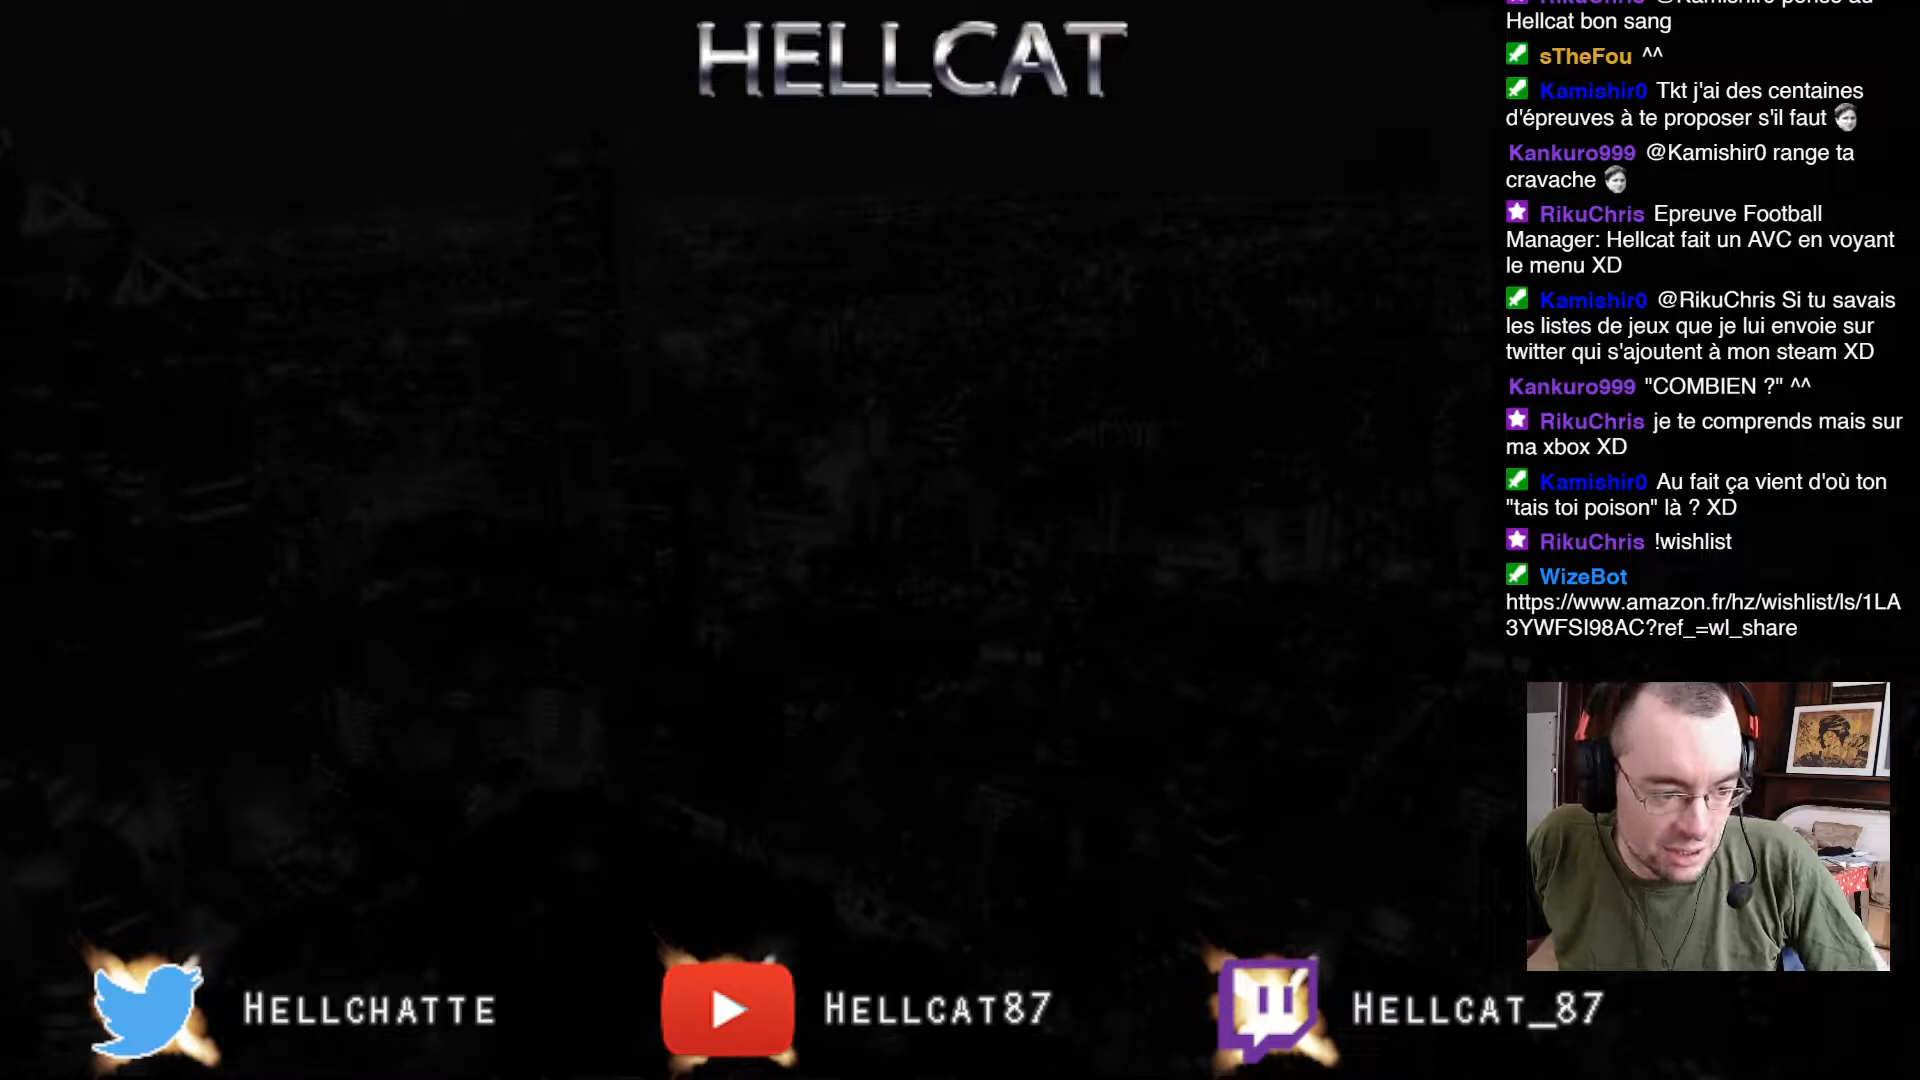 HELLCAT
RikuChris @Kamishir0 pense au
Hellcat bon sang
sTheFou ^^
Kamishir0 Tkt j'ai des centaines
d'épreuves à te proposer s'il faut
Kankuro999 @Kamishir0 range ta
cravache
RikuChris Epreuve Football
Manager: Hellcat fait un AVC en voyant
le menu XD
Kamishir0 @RikuChris Si tu savais
les listes de jeux que je lui envoie sur
twitter qui s'ajoutent à mon steam XD
Kankuro999 "COMBIEN ?" ^^
RikuChris je te comprends mais sur
ma xbox XD
Kamishir0 Au fait ça vient d'où ton
"tais toi poison" là ? XD
RikuChris !wishlist
WizeBot
https://www.amazon.fr/hz/wishlist/ls/1LA
3YWFSI98AC?ref_=wl_share
HELLCHATTE
HELLCAT87
HELLCAT_87